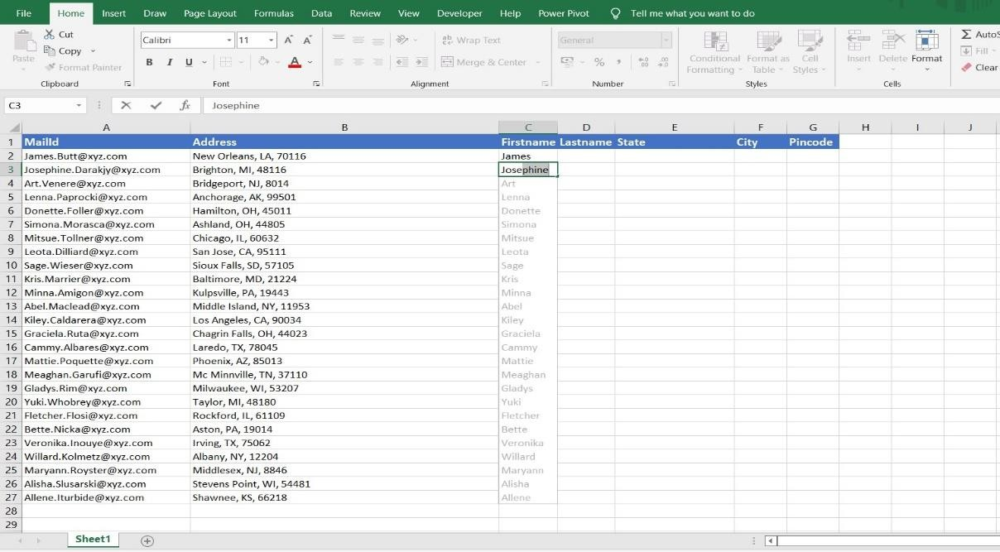 File Home Insert Draw Page Layout Formulas Data Review View Developer Help Power Pivot Tell me what you want to do
Paste
Cut
Copy
Format Painter
Clipboard
Calibri 11 A A
B I U A
Font
ab Wrap Text
Merge & Center
Alignment
General
% , 
Number
Conditional Formatting
Format as Table
Cell Styles
Styles
Insert Delete Format
Cells
Σ AutoS
Fill
Clear
C3 fx Josephine
A B C D E F G H I J
1 MailId Address Firstname Lastname State City Pincode
2 James.Butt@xyz.com New Orleans, LA, 70116 James
3 Josephine.Darakjy@xyz.com Brighton, MI, 48116 Josephine
4 Art.Venere@xyz.com Bridgeport, NJ, 8014 Art
5 Lenna.Paprocki@xyz.com Anchorage, AK, 99501 Lenna
6 Donette.Foller@xyz.com Hamilton, OH, 45011 Donette
7 Simona.Morasca@xyz.com Ashland, OH, 44805 Simona
8 Mitsue.Tollner@xyz.com Chicago, IL, 60632 Mitsue
9 Leota.Dilliard@xyz.com San Jose, CA, 95111 Leota
10 Sage.Wieser@xyz.com Sioux Falls, SD, 57105 Sage
11 Kris.Marrier@xyz.com Baltimore, MD, 21224 Kris
12 Minna.Amigon@xyz.com Kulpsville, PA, 19443 Minna
13 Abel.Maclead@xyz.com Middle Island, NY, 11953 Abel
14 Kiley.Caldarera@xyz.com Los Angeles, CA, 90034 Kiley
15 Graciela.Ruta@xyz.com Chagrin Falls, OH, 44023 Graciela
16 Cammy.Albares@xyz.com Laredo, TX, 78045 Cammy
17 Mattie.Poquette@xyz.com Phoenix, AZ, 85013 Mattie
18 Meaghan.Garufi@xyz.com Mc Minnville, TN, 37110 Meaghan
19 Gladys.Rim@xyz.com Milwaukee, WI, 53207 Gladys
20 Yuki.Whobrey@xyz.com Taylor, MI, 48180 Yuki
21 Fletcher.Flosi@xyz.com Rockford, IL, 61109 Fletcher
22 Bette.Nicka@xyz.com Aston, PA, 19014 Bette
23 Veronika.Inouye@xyz.com Irving, TX, 75062 Veronika
24 Willard.Kolmetz@xyz.com Albany, NY, 12204 Willard
25 Maryann.Royster@xyz.com Middlesex, NJ, 8846 Maryann
26 Alisha.Slusarski@xyz.com Stevens Point, WI, 54481 Alisha
27 Allene.Iturbide@xyz.com Shawnee, KS, 66218 Allene
28
29
Sheet1